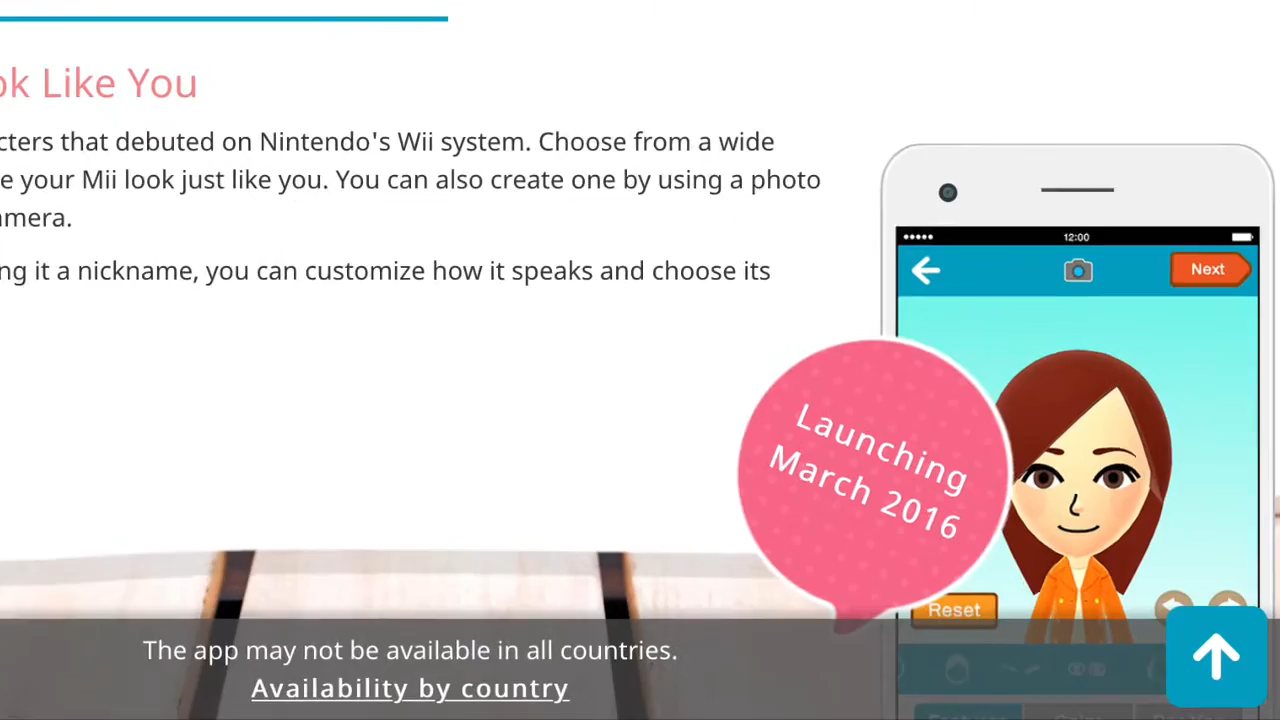 ok Like You
cters that debuted on Nintendo's Wii system. Choose from a wide
e your Mii look just like you. You can also create one by using a photo
amera.
ng it a nickname, you can customize how it speaks and choose its
12:00
Next
Launching
March 2016
Reset
The app may not be available in all countries.
Availability by country